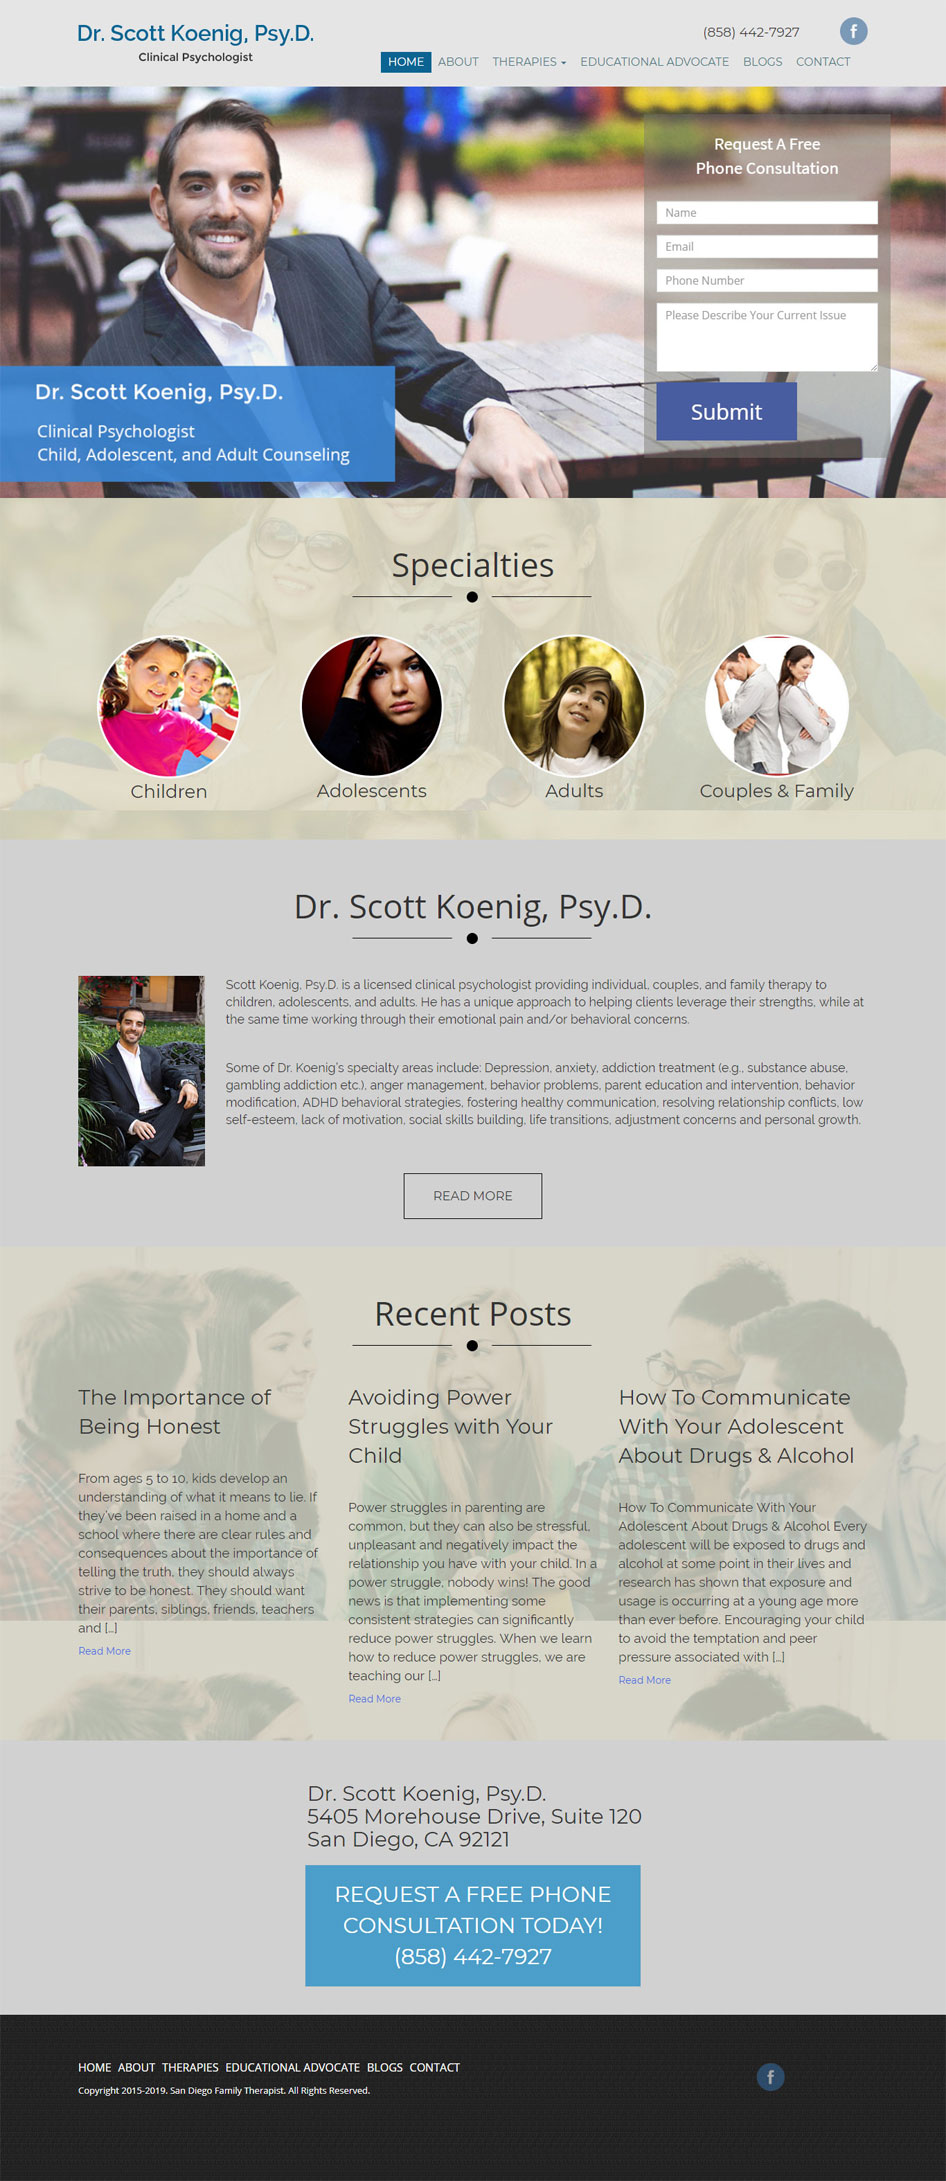 Dr. Scott Koenig, Psy.D.
Clinical Psychologist
(858) 442-7927
f
HOME ABOUT THERAPIES EDUCATIONAL ADVOCATE BLOGS CONTACT
Request A Free
Phone Consultation
Name
Email
Phone Number
Please Describe Your Current Issue
Submit
Dr. Scott Koenig, Psy.D.
Clinical Psychologist
Child, Adolescent, and Adult Counseling
Specialties
Children
Adolescents
Adults
Couples & Family
Dr. Scott Koenig, Psy.D.
Scott Koenig, Psy.D. is a licensed clinical psychologist providing individual, couples, and family therapy to
children, adolescents, and adults. He has a unique approach to helping clients leverage their strengths, while at
the same time working through their emotional pain and/or behavioral concerns.
Some of Dr. Koenig's specialty areas include: Depression, anxiety, addiction treatment (e.g., substance abuse,
gambling addiction etc.), anger management, behavior problems, parent education and intervention, behavior
modification, ADHD behavioral strategies, fostering healthy communication, resolving relationship conflicts, low
self-esteem, lack of motivation, social skills building, life transitions, adjustment concerns and personal growth.
READ MORE
Recent Posts
The Importance of
Being Honest
From ages 5 to 10, kids develop an
understanding of what it means to lie. If
they've been raised in a home and a
school where there are clear rules and
consequences about the importance of
telling the truth, they should always
strive to be honest. They should want
their parents, siblings, friends, teachers
and [...]
Read More
Avoiding Power
Struggles with Your
Child
Power struggles in parenting are
common, but they can also be stressful,
unpleasant and negatively impact the
relationship you have with your child. In a
power struggle, nobody wins! The good
news is that implementing some
consistent strategies can significantly
reduce power struggles. When we learn
how to reduce power struggles, we are
teaching our [...]
Read More
How To Communicate
With Your Adolescent
About Drugs & Alcohol
How To Communicate With Your
Adolescent About Drugs & Alcohol Every
adolescent will be exposed to drugs and
alcohol at some point in their lives and
research has shown that exposure and
usage is occurring at a young age more
than ever before. Encouraging your child
to avoid the temptation and peer
pressure associated with [...]
Read More
Dr. Scott Koenig, Psy.D.
5405 Morehouse Drive, Suite 120
San Diego, CA 92121
REQUEST A FREE PHONE
CONSULTATION TODAY!
(858) 442-7927
HOME ABOUT THERAPIES EDUCATIONAL ADVOCATE BLOGS CONTACT
Copyright 2015-2019. San Diego Family Therapist. All Rights Reserved.
f